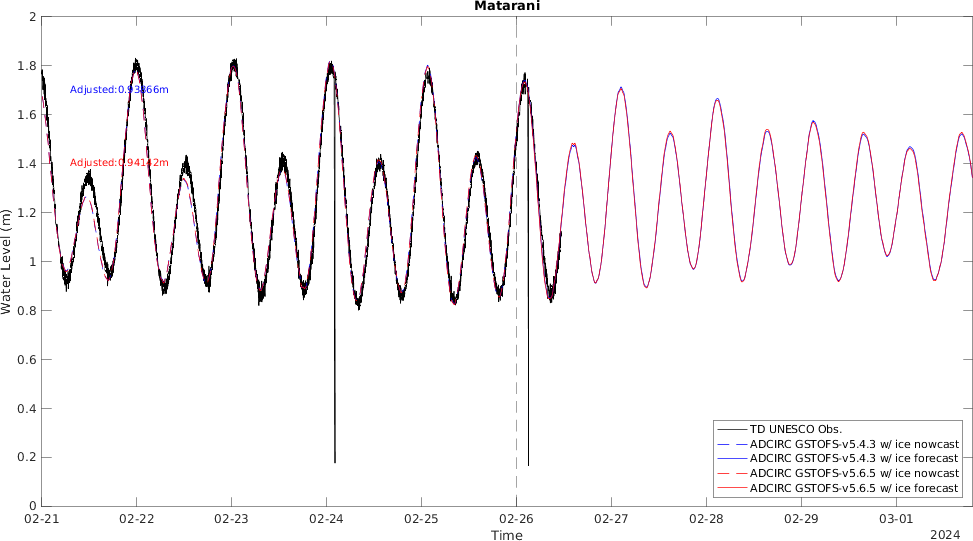 Matarani
2
1.8
1.6
1.4
1.2
1
0.8
0.6
0.4
0.2
0
Water Level (m)
Adjusted:0.93866m
Adjusted:0.94142m
TD UNESCO Obs.
ADCIRC GSTOFS-v5.4.3 w/ ice nowcast
ADCIRC GSTOFS-v5.4.3 w/ ice forecast
ADCIRC GSTOFS-v5.6.5 w/ ice nowcast
ADCIRC GSTOFS-v5.6.5 w/ ice forecast
02-21 02-22 02-23 02-24 02-25 02-26 02-27 02-28 02-29 03-01
Time
2024